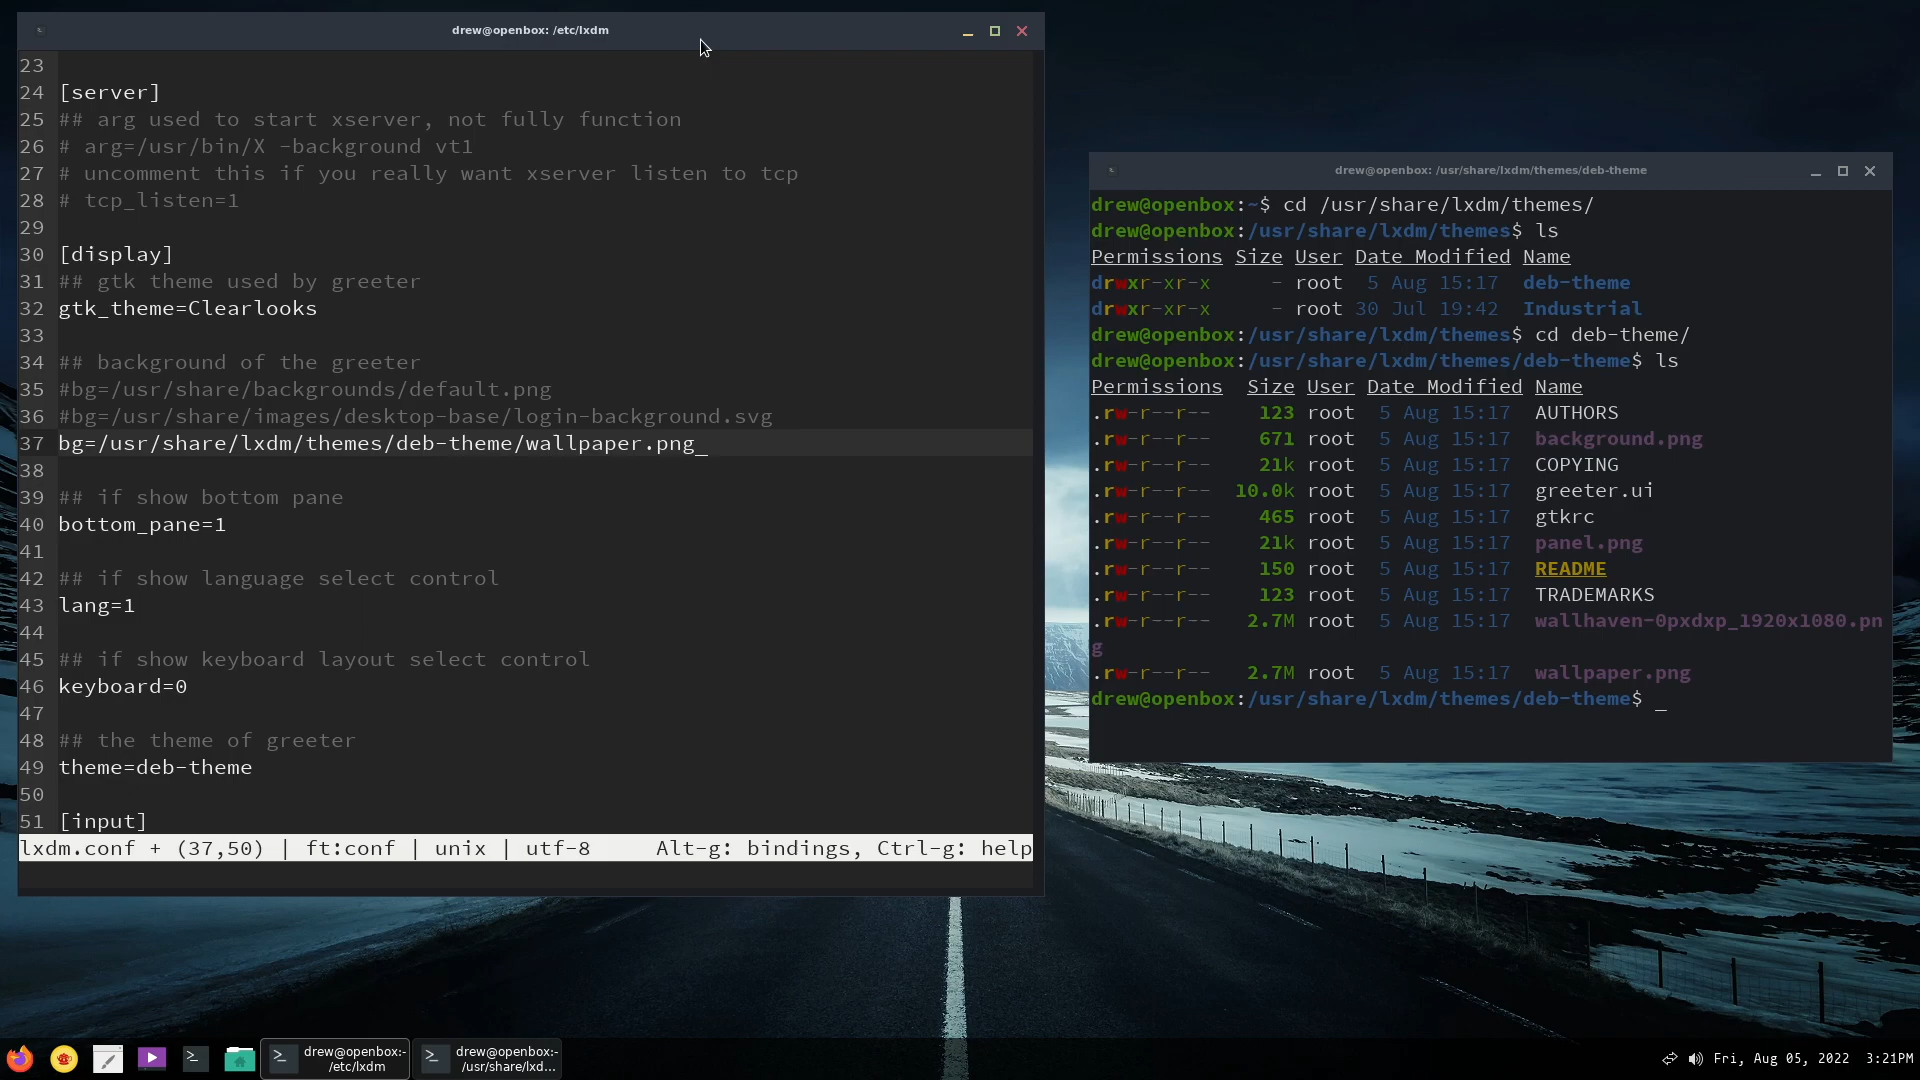 drew@openbox: /etc/lxdm
23
24 [server]
25 ## arg used to start xserver, not fully function
26 # arg=/usr/bin/X -background vt1
27 # uncomment this if you really want xserver listen to tcp
28 # tcp_listen=1
29
30 [display]
31 ## gtk theme used by greeter
32 gtk_theme=Clearlooks
33
34 ## background of the greeter
35 #bg=/usr/share/backgrounds/default.png
36 #bg=/usr/share/images/desktop-base/login-background.svg
37 bg=/usr/share/lxdm/themes/deb-theme/wallpaper.png_
38
39 ## if show bottom pane
40 bottom_pane=1
41
42 ## if show language select control
43 lang=1
44
45 ## if show keyboard layout select control
46 keyboard=0
47
48 ## the theme of greeter
49 theme=deb-theme
50
51 [input]
lxdm.conf + (37,50) | ft:conf | unix | utf-8 Alt-g: bindings, Ctrl-g: help
drew@openbox: /usr/share/lxdm/themes/deb-theme
drew@openbox:~$ cd /usr/share/lxdm/themes/
drew@openbox:/usr/share/lxdm/themes$ ls
Permissions Size User Date Modified Name
drwxr-xr-x - root 5 Aug 15:17 deb-theme
drwxr-xr-x - root 30 Jul 19:42 Industrial
drew@openbox:/usr/share/lxdm/themes$ cd deb-theme/
drew@openbox:/usr/share/lxdm/themes/deb-theme$ ls
Permissions Size User Date Modified Name
.rw-r--r-- 123 root 5 Aug 15:17 AUTHORS
.rw-r--r-- 671 root 5 Aug 15:17 background.png
.rw-r--r-- 21k root 5 Aug 15:17 COPYING
.rw-r--r-- 10.0k root 5 Aug 15:17 greeter.ui
.rw-r--r-- 465 root 5 Aug 15:17 gtkrc
.rw-r--r-- 21k root 5 Aug 15:17 panel.png
.rw-r--r-- 150 root 5 Aug 15:17 README
.rw-r--r-- 123 root 5 Aug 15:17 TRADEMARKS
.rw-r--r-- 2.7M root 5 Aug 15:17 wallhaven-0pxdxp_1920x1080.pn
g
.rw-r--r-- 2.7M root 5 Aug 15:17 wallpaper.png
drew@openbox:/usr/share/lxdm/themes/deb-theme$ _
drew@openbox:-
/etc/lxdm
drew@openbox:-
/usr/share/lxd...
Fri, Aug 05, 2022 3:21PM